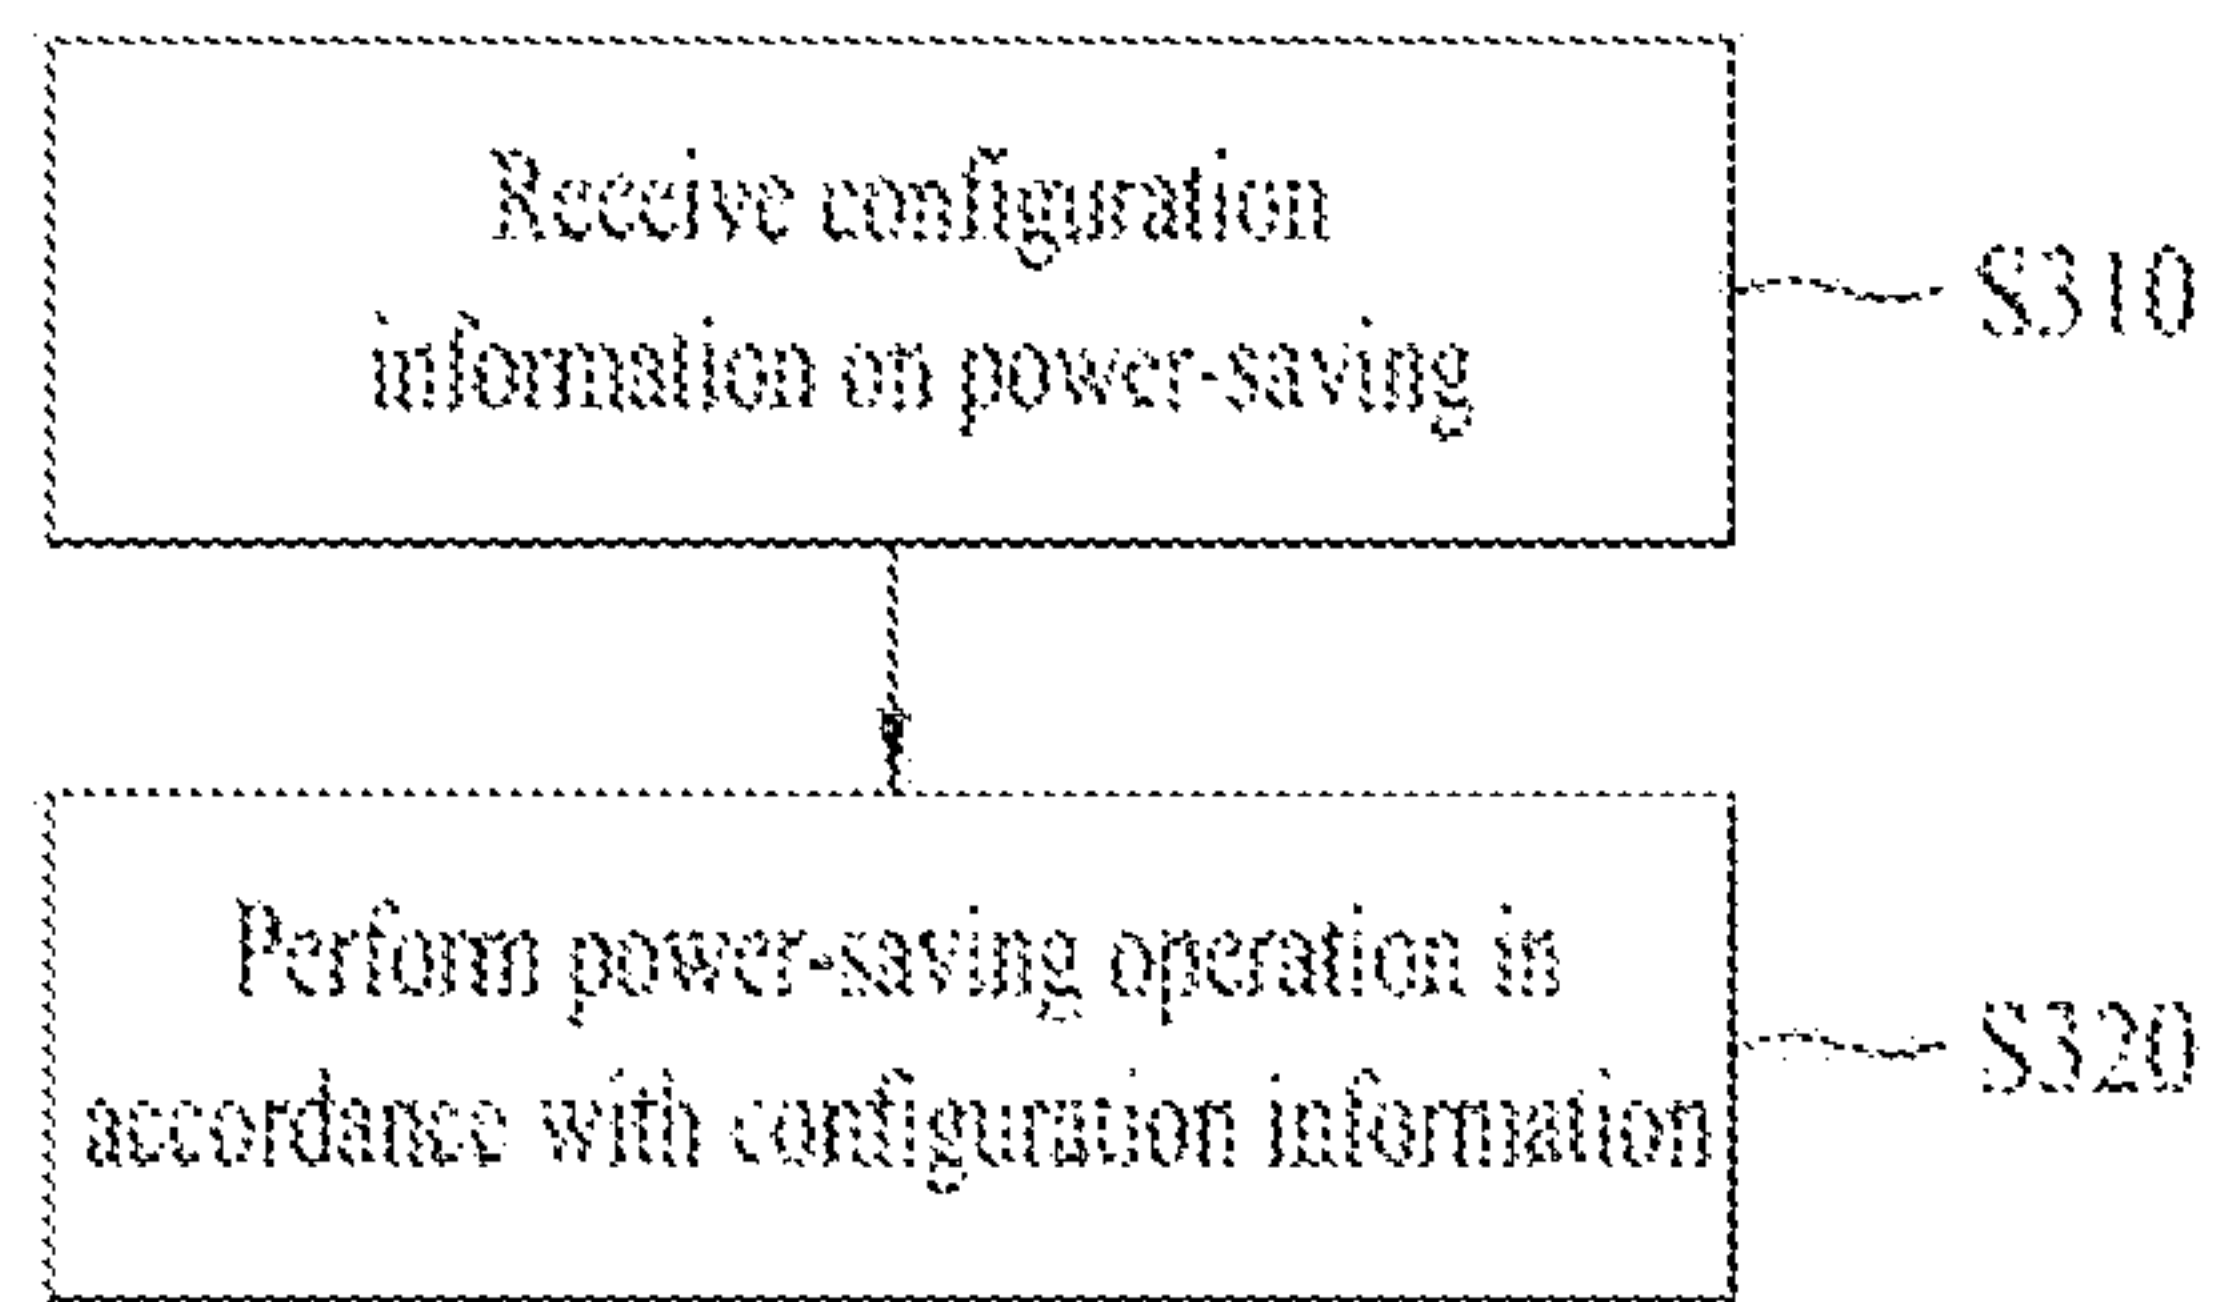 Receive configuration
information on power-saving
S310
Perform power-saving operation in
accordance with configuration information
S320